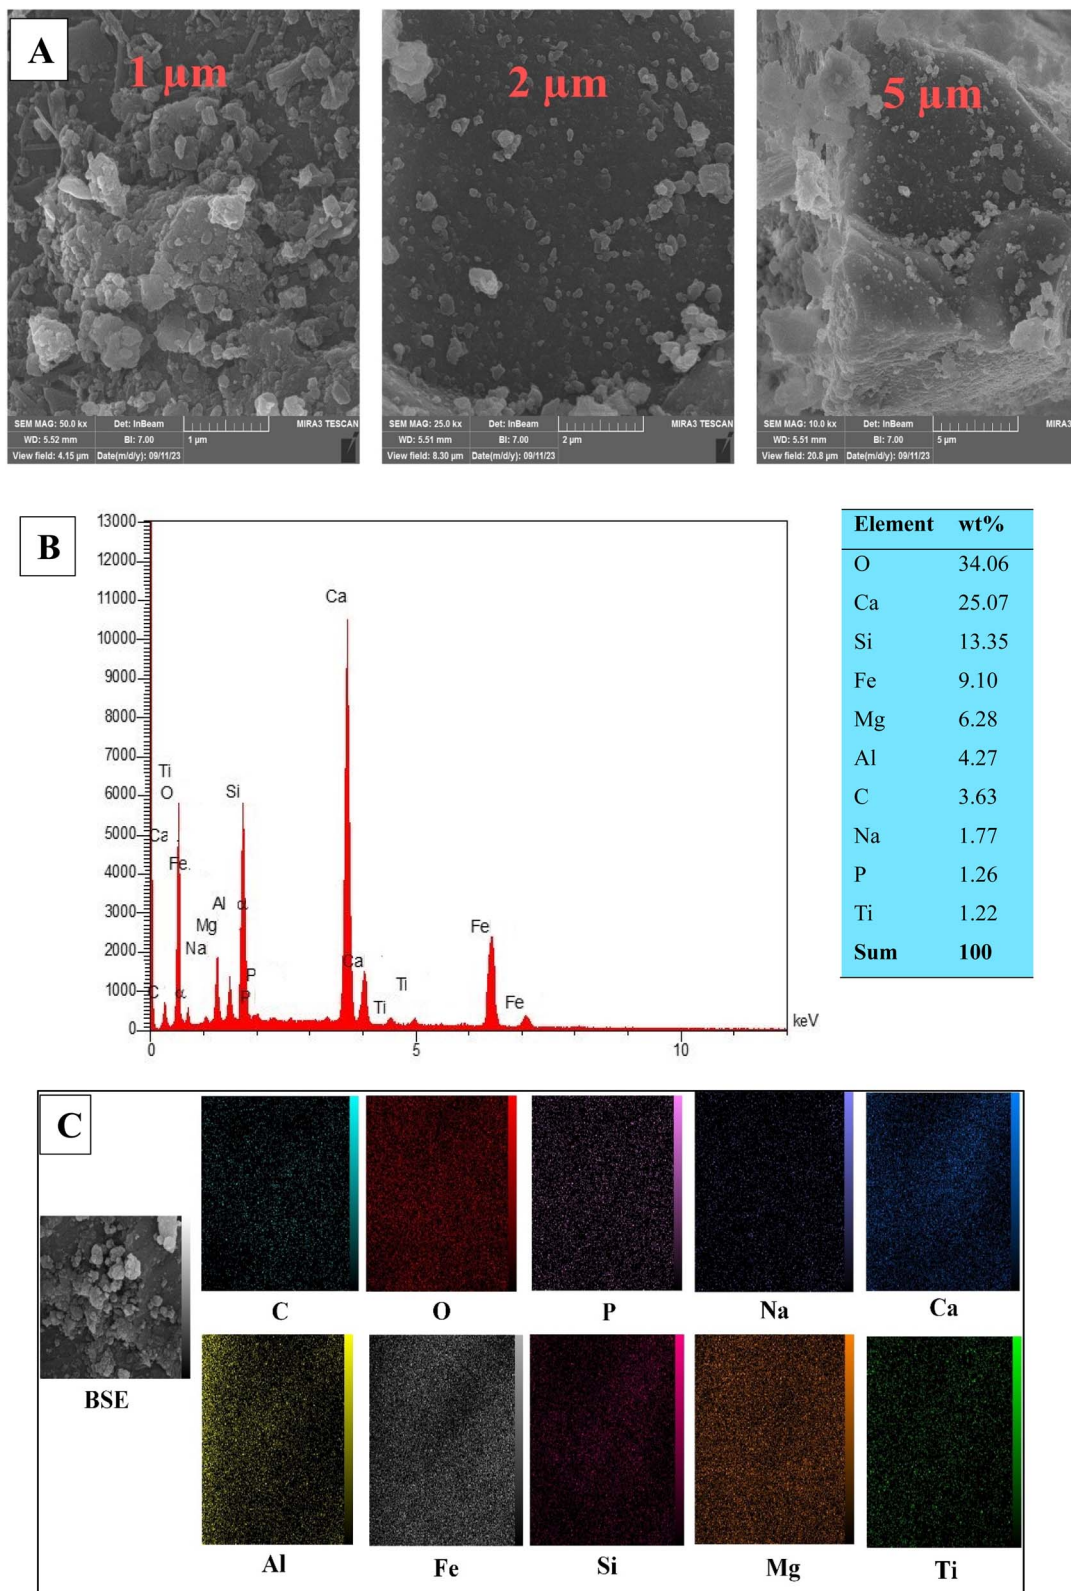 A
1 µm
2 µm
5 µm
SEM MAG: 50.0 kx Det: InBeam MIRA3 TESCAN
WD: 5.52 mm BI: 7.00 1 µm
View field: 4.15 µm Date(m/d/y): 09/11/23
SEM MAG: 25.0 kx Det: InBeam MIRA3 TESCAN
WD: 5.51 mm BI: 7.00 2 µm
View field: 8.30 µm Date(m/d/y): 09/11/23
SEM MAG: 10.0 kx Det: InBeam MIRA3 TESCAN
WD: 5.51 mm BI: 7.00 5 µm
View field: 20.8 µm Date(m/d/y): 09/11/23
B
13000
12000
11000
10000
9000
8000
7000
6000
5000
4000
3000
2000
1000
0
Ca
Ti
O
Si
Ca
Fe
Al α
Mg
Na
Fe
P
Ca
Ti
C α P
Ti
Fe
keV
0 5 10
Element wt%
O 34.06
Ca 25.07
Si 13.35
Fe 9.10
Mg 6.28
Al 4.27
C 3.63
Na 1.77
P 1.26
Ti 1.22
Sum 100
C
BSE
C O P Na Ca
Al Fe Si Mg Ti